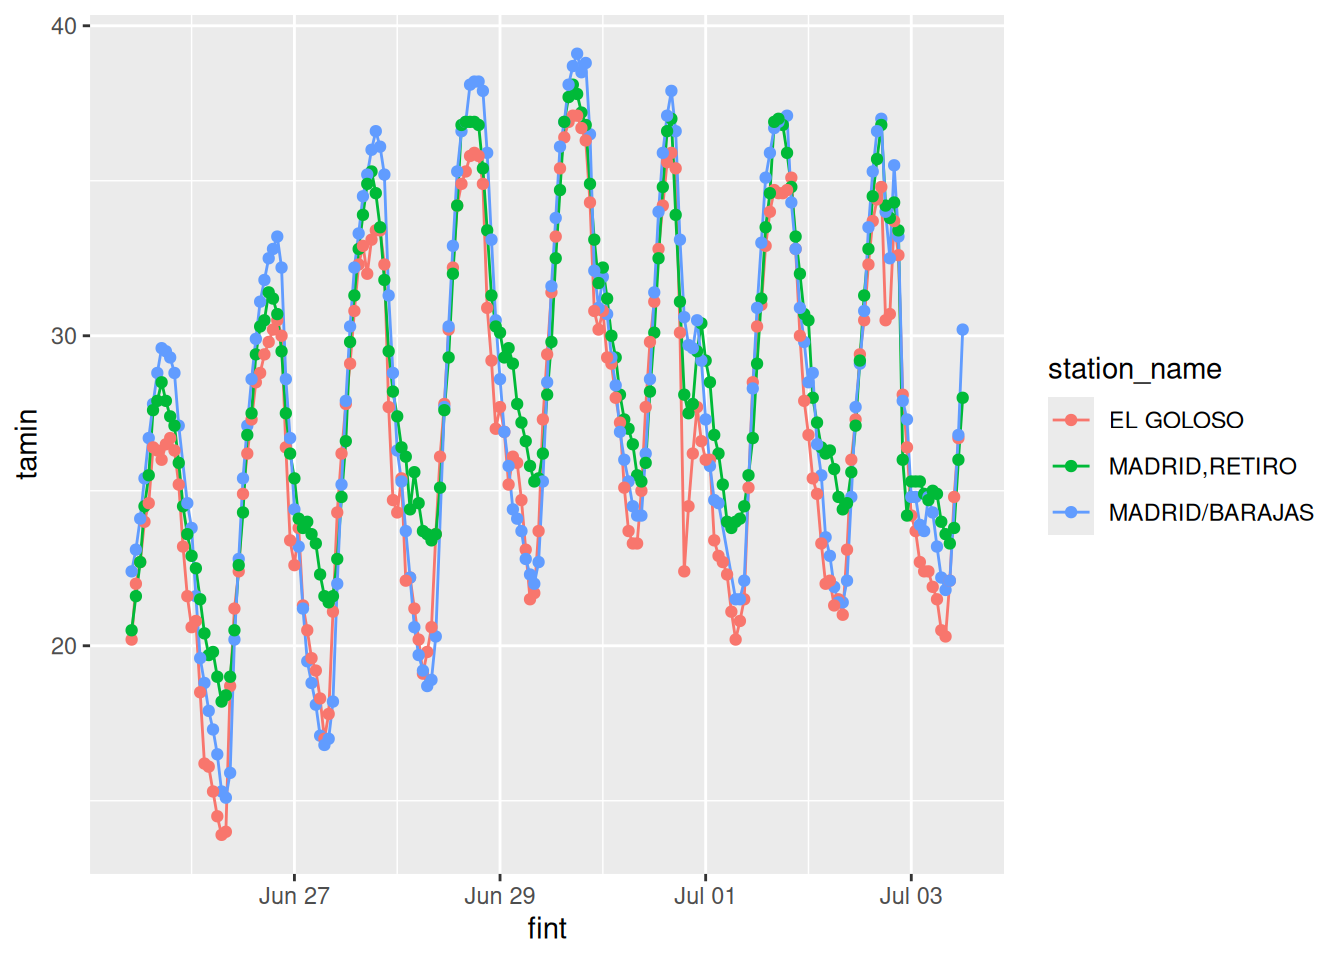 40
30
20
tamin
Jun 27
Jun 29
Jul 01
Jul 03
fint
station_name
EL GOLOSO
MADRID,RETIRO
MADRID/BARAJAS